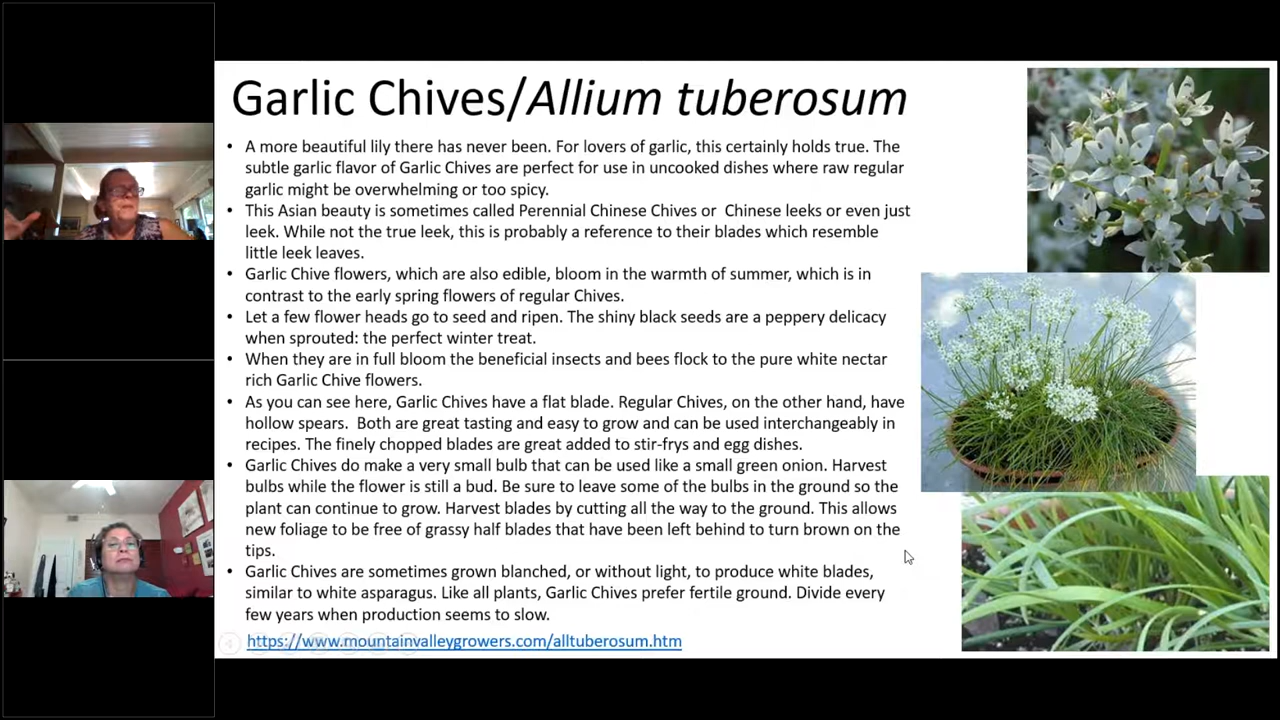 Garlic Chives/Allium tuberosum
• A more beautiful lily there has never been. For lovers of garlic, this certainly holds true. The
subtle garlic flavor of Garlic Chives are perfect for use in uncooked dishes where raw regular
garlic might be overwhelming or too spicy.
• This Asian beauty is sometimes called Perennial Chinese Chives or  Chinese leeks or even just
leek. While not the true leek, this is probably a reference to their blades which resemble
little leek leaves.
• Garlic Chive flowers, which are also edible, bloom in the warmth of summer, which is in
contrast to the early spring flowers of regular Chives.
• Let a few flower heads go to seed and ripen. The shiny black seeds are a peppery delicacy
when sprouted: the perfect winter treat.
• When they are in full bloom the beneficial insects and bees flock to the pure white nectar
rich Garlic Chive flowers.
• As you can see here, Garlic Chives have a flat blade. Regular Chives, on the other hand, have
hollow spears.  Both are great tasting and easy to grow and can be used interchangeably in
recipes. The finely chopped blades are great added to stir-frys and egg dishes.
• Garlic Chives do make a very small bulb that can be used like a small green onion. Harvest
bulbs while the flower is still a bud. Be sure to leave some of the bulbs in the ground so the
plant can continue to grow. Harvest blades by cutting all the way to the ground. This allows
new foliage to be free of grassy half blades that have been left behind to turn brown on the
tips.
• Garlic Chives are sometimes grown blanched, or without light, to produce white blades,
similar to white asparagus. Like all plants, Garlic Chives prefer fertile ground. Divide every
few years when production seems to slow.
https://www.mountainvalleygrowers.com/alltuberosum.htm